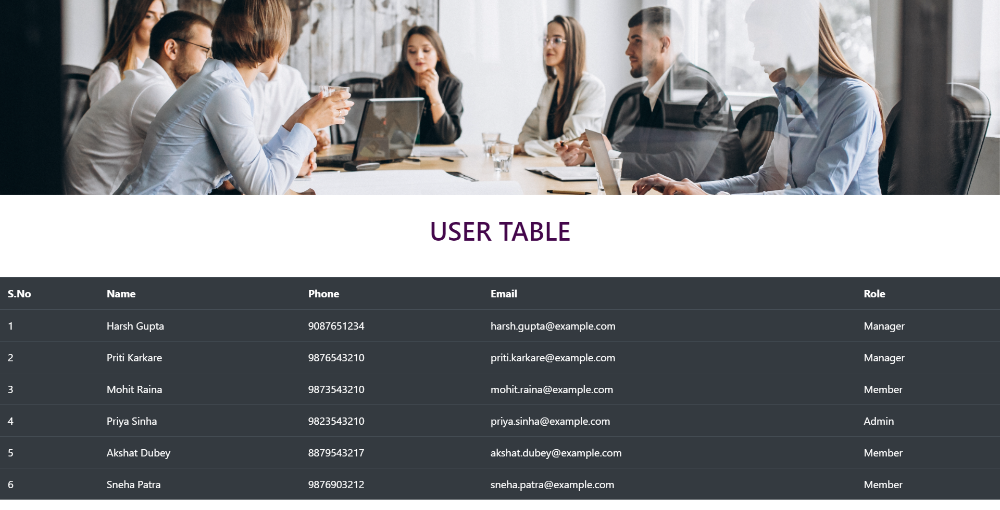 USER TABLE
S.No Name Phone Email Role
1 Harsh Gupta 9087651234 harsh.gupta@example.com Manager
2 Priti Karkare 9876543210 priti.karkare@example.com Manager
3 Mohit Raina 9873543210 mohit.raina@example.com Member
4 Priya Sinha 9823543210 priya.sinha@example.com Admin
5 Akshat Dubey 8879543217 akshat.dubey@example.com Member
6 Sneha Patra 9876903212 sneha.patra@example.com Member